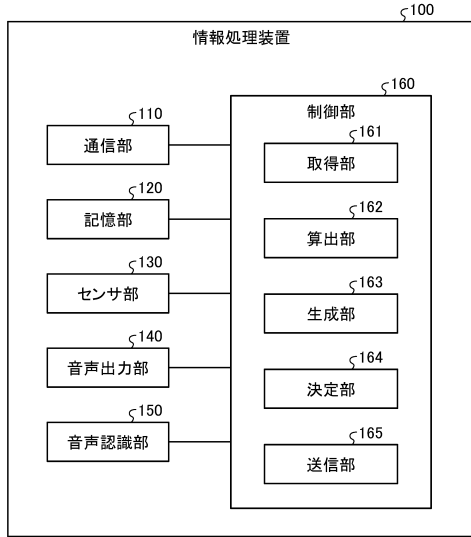 100
情報処理装置
110
通信部
120
記憶部
130
センサ部
140
音声出力部
150
音声認識部
160
制御部
161
取得部
162
算出部
163
生成部
164
決定部
165
送信部